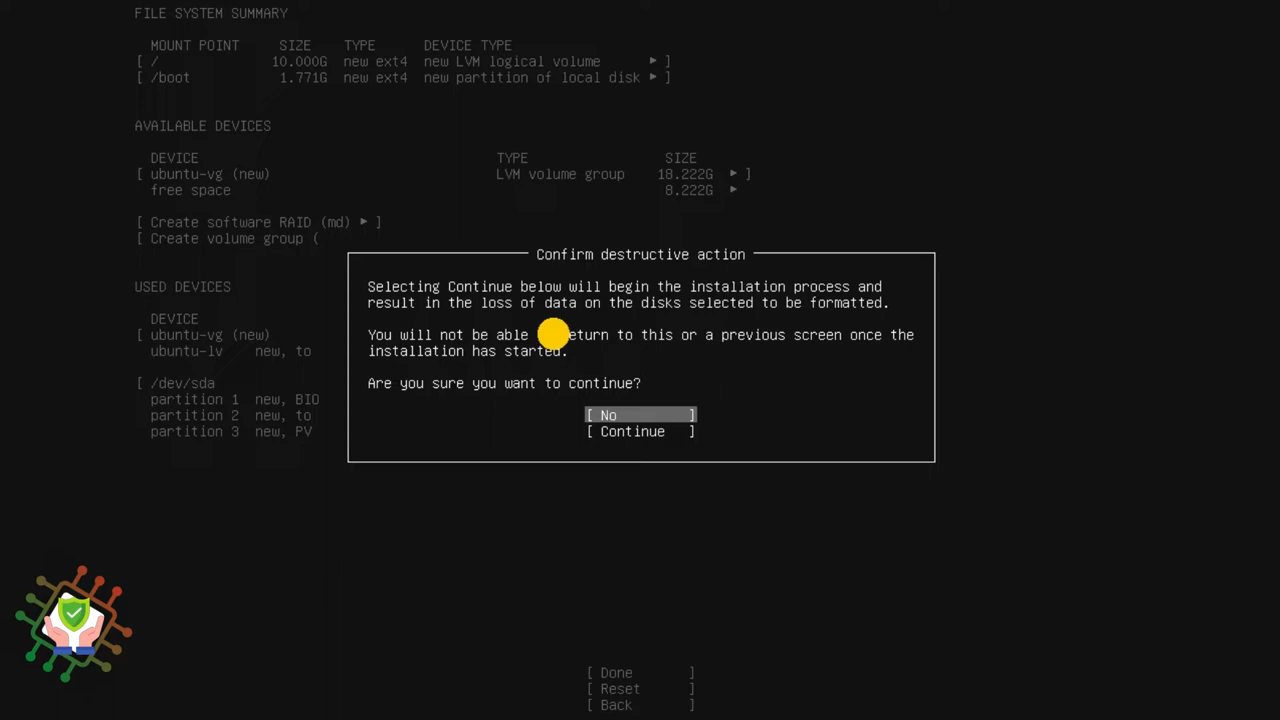 FILE SYSTEM SUMMARY
MOUNT POINT SIZE TYPE DEVICE TYPE
[ / 10.000G new ext4 new LVM logical volume ▸ ]
[ /boot 1.771G new ext4 new partition of local disk ▸ ]
AVAILABLE DEVICES
DEVICE TYPE SIZE
[ ubuntu-vg (new) LVM volume group 18.222G ▸ ]
free space 8.222G ▸
[ Create software RAID (md) ▸ ]
[ Create volume group (
Confirm destructive action
Selecting Continue below will begin the installation process and
result in the loss of data on the disks selected to be formatted.
You will not be able eturn to this or a previous screen once the
installation has started.
Are you sure you want to continue?
[ No ]
[ Continue ]
USED DEVICES
DEVICE
[ ubuntu-vg (new)
ubuntu-lv new, to
[ /dev/sda
partition 1 new, BIO
partition 2 new, to
partition 3 new, PV
[ Done ]
[ Reset ]
[ Back ]